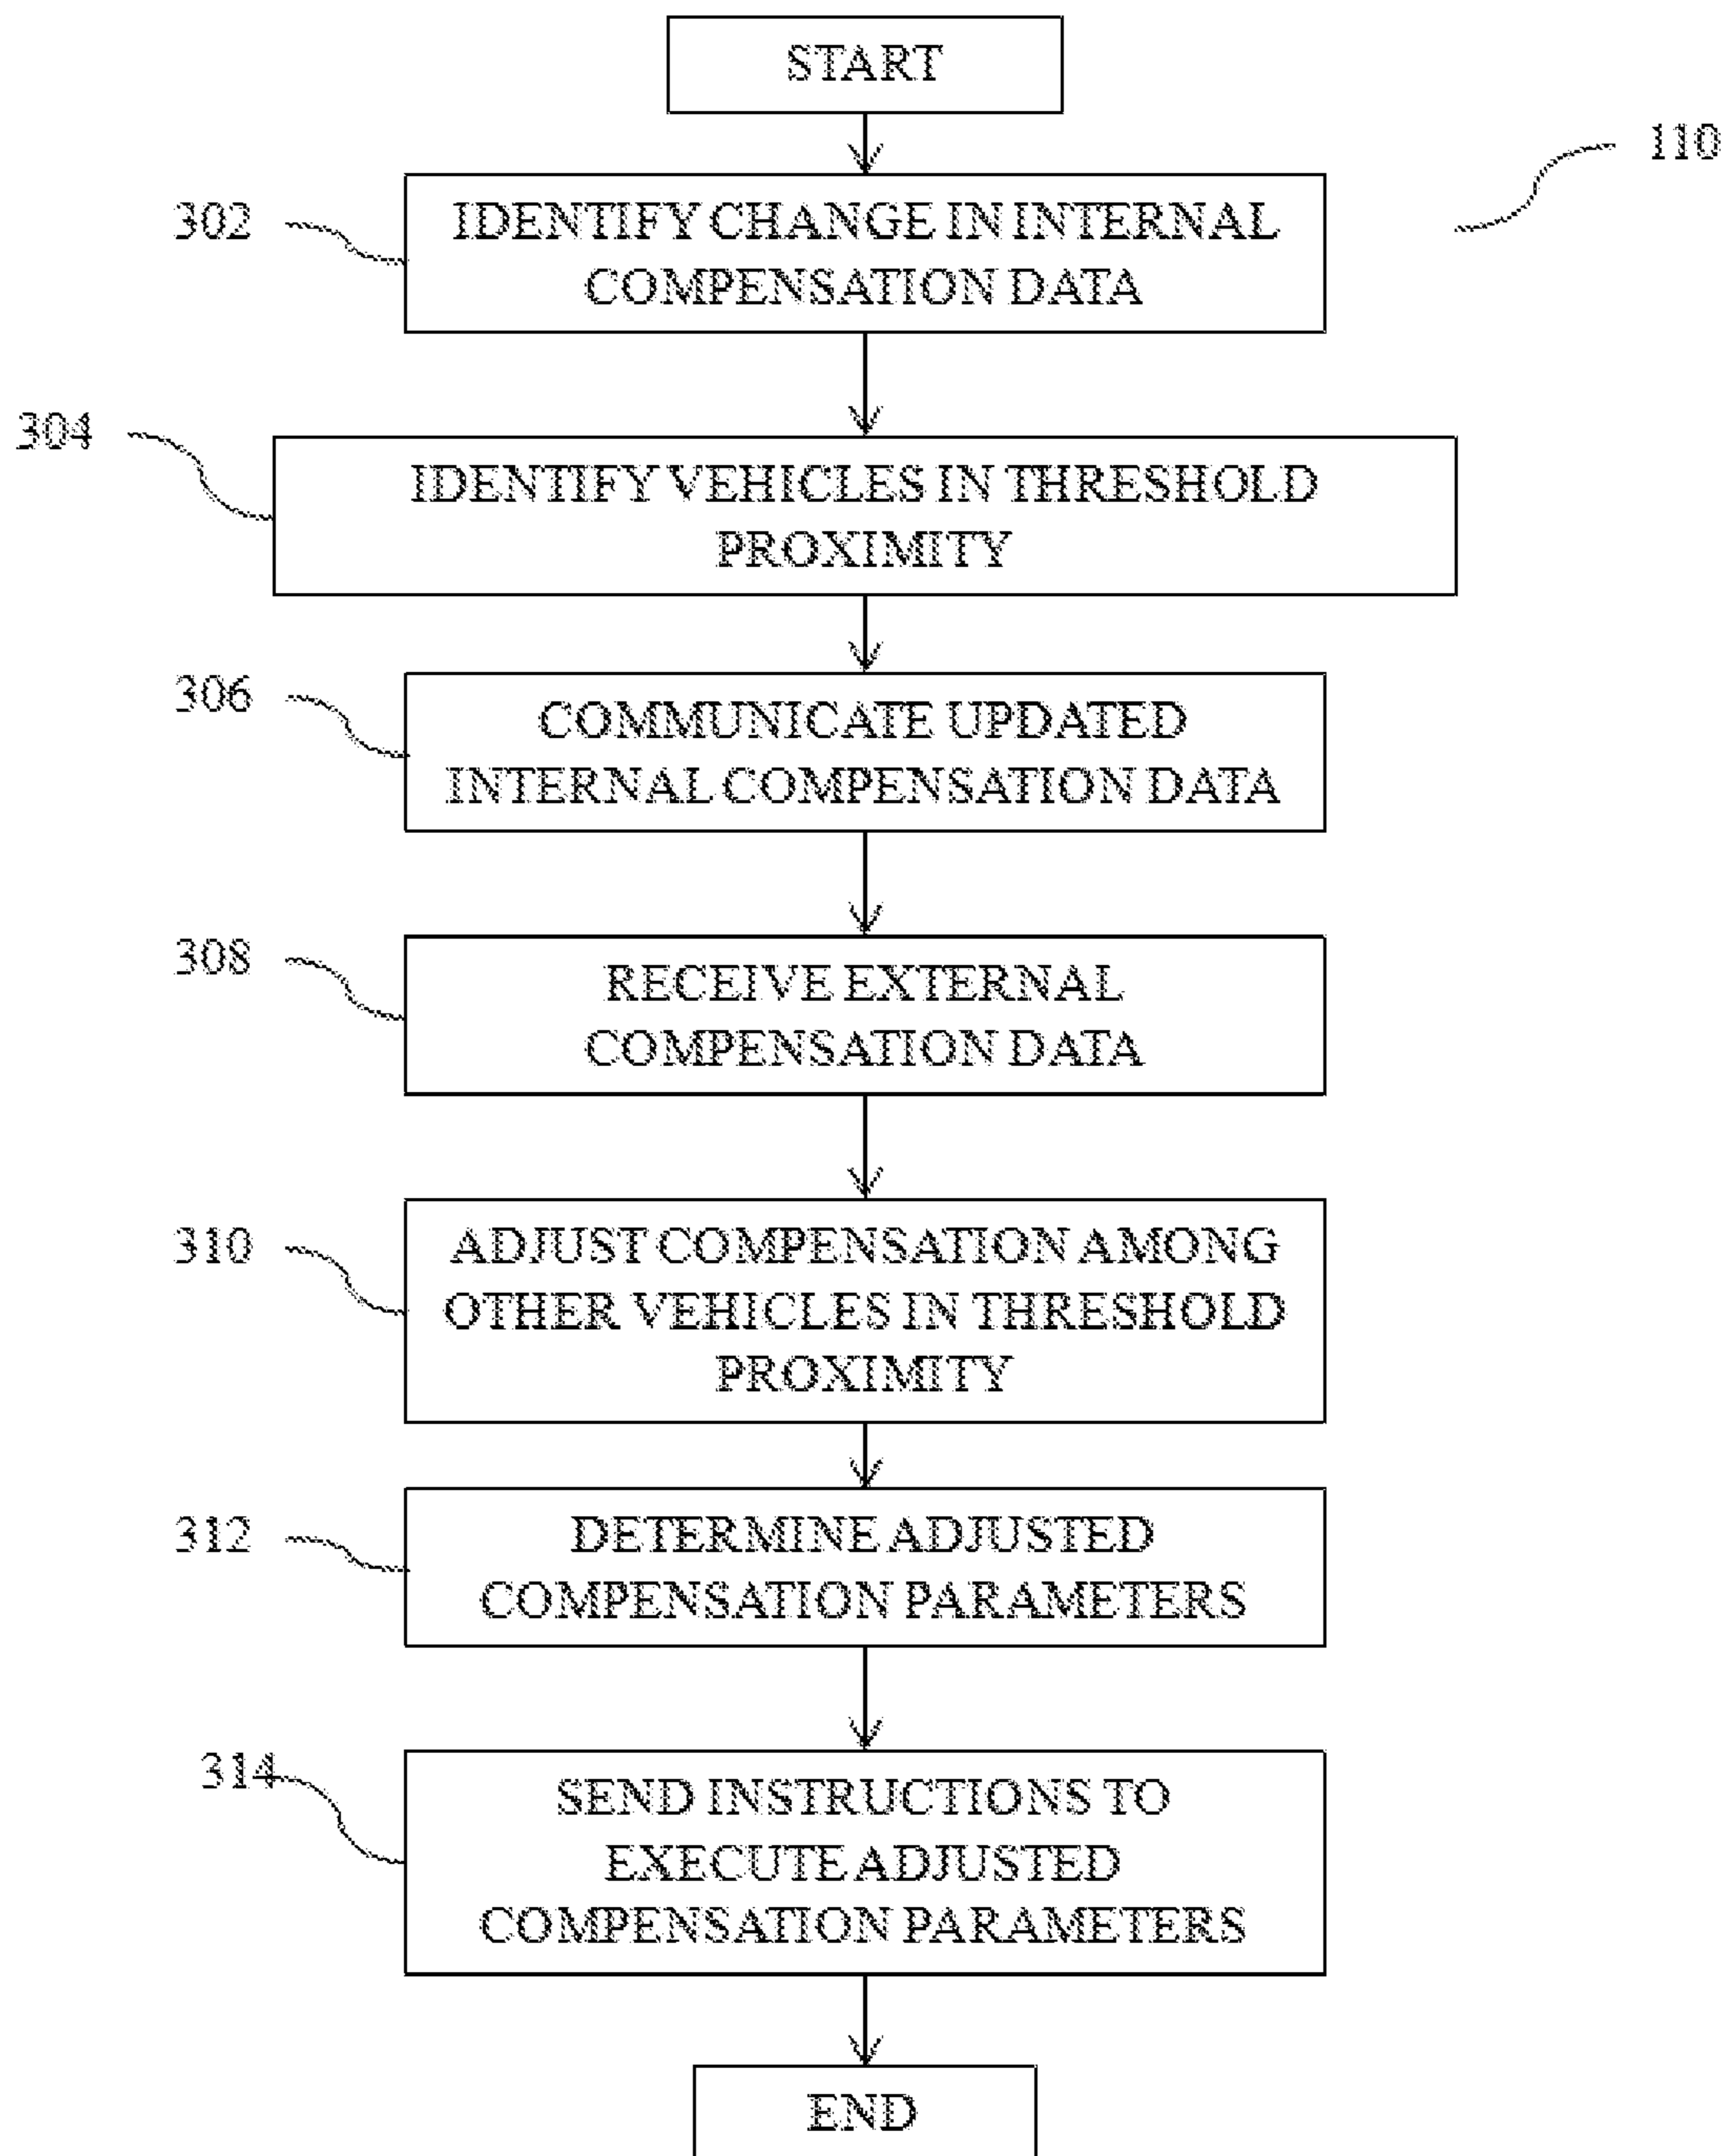 START
110
302
IDENTIFY CHANGE IN INTERNAL
COMPENSATION DATA
304
IDENTIFY VEHICLES IN THRESHOLD
PROXIMITY
306
COMMUNICATE UPDATED
INTERNAL COMPENSATION DATA
308
RECEIVE EXTERNAL
COMPENSATION DATA
310
ADJUST COMPENSATION AMONG
OTHER VEHICLES IN THRESHOLD
PROXIMITY
312
DETERMINE ADJUSTED
COMPENSATION PARAMETERS
314
SEND INSTRUCTIONS TO
EXECUTE ADJUSTED
COMPENSATION PARAMETERS
END